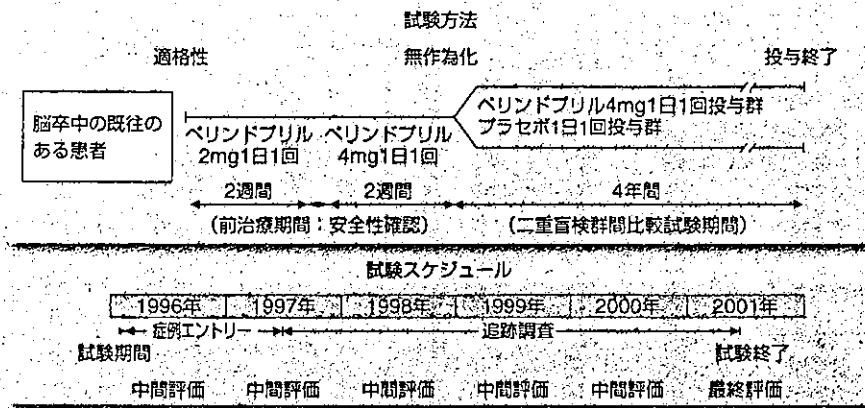 試験方法
適格性 無作為化 投与終了
脳卒中の既往の
ある患者
ペリンドプリル
2mg1日1回
ペリンドプリル
4mg1日1回
ペリンドプリル4mg1日1回投与群
プラセボ1日1回投与群
2週間 2週間 4年間
(前治療期間:安全性確認) (二重盲検群間比較試験期間)
試験スケジュール
1996年 1997年 1998年 1999年 2000年 2001年
症例エントリー 追跡調査
試験期間 試験終了
中間評価 中間評価 中間評価 中間評価 中間評価 最終評価